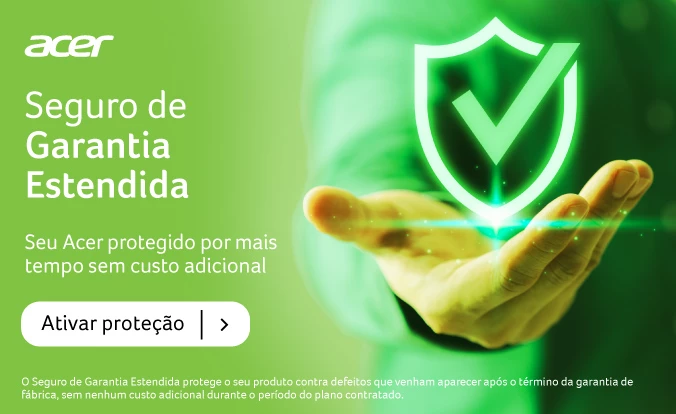 acer
Seguro de
Garantia
Estendida
Seu Acer protegido por mais
tempo sem custo adicional
Ativar proteção
O Seguro de Garantia Estendida protege o seu produto contra defeitos que venham aparecer após o término da garantia de
fábrica, sem nenhum custo adicional durante o período do plano contratado.